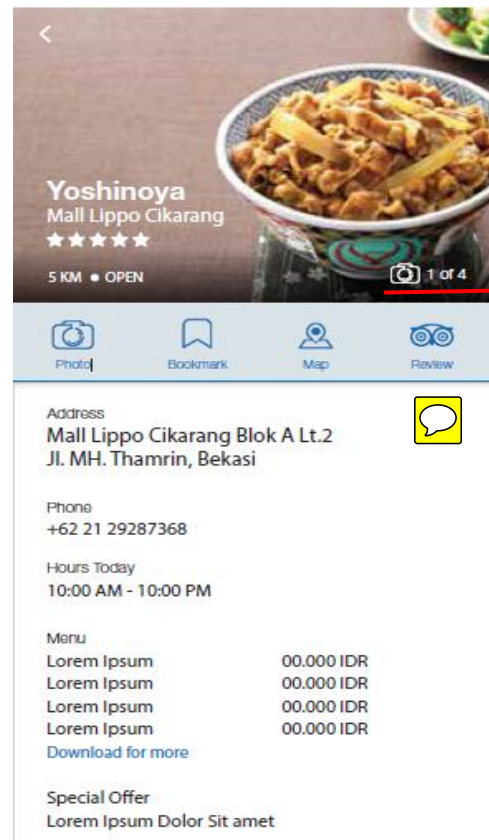 Yoshinoya
Mall Lippo Cikarang
5 KM ● OPEN
1 of 4
Photo
Bookmark
Map
Review
Address
Mall Lippo Cikarang Blok A Lt.2
Jl. MH. Thamrin, Bekasi
Phone
+62 21 29287368
Hours Today
10:00 AM - 10:00 PM
Menu
Lorem Ipsum 00.000 IDR
Lorem Ipsum 00.000 IDR
Lorem Ipsum 00.000 IDR
Lorem Ipsum 00.000 IDR
Download for more
Special Offer
Lorem Ipsum Dolor Sit amet